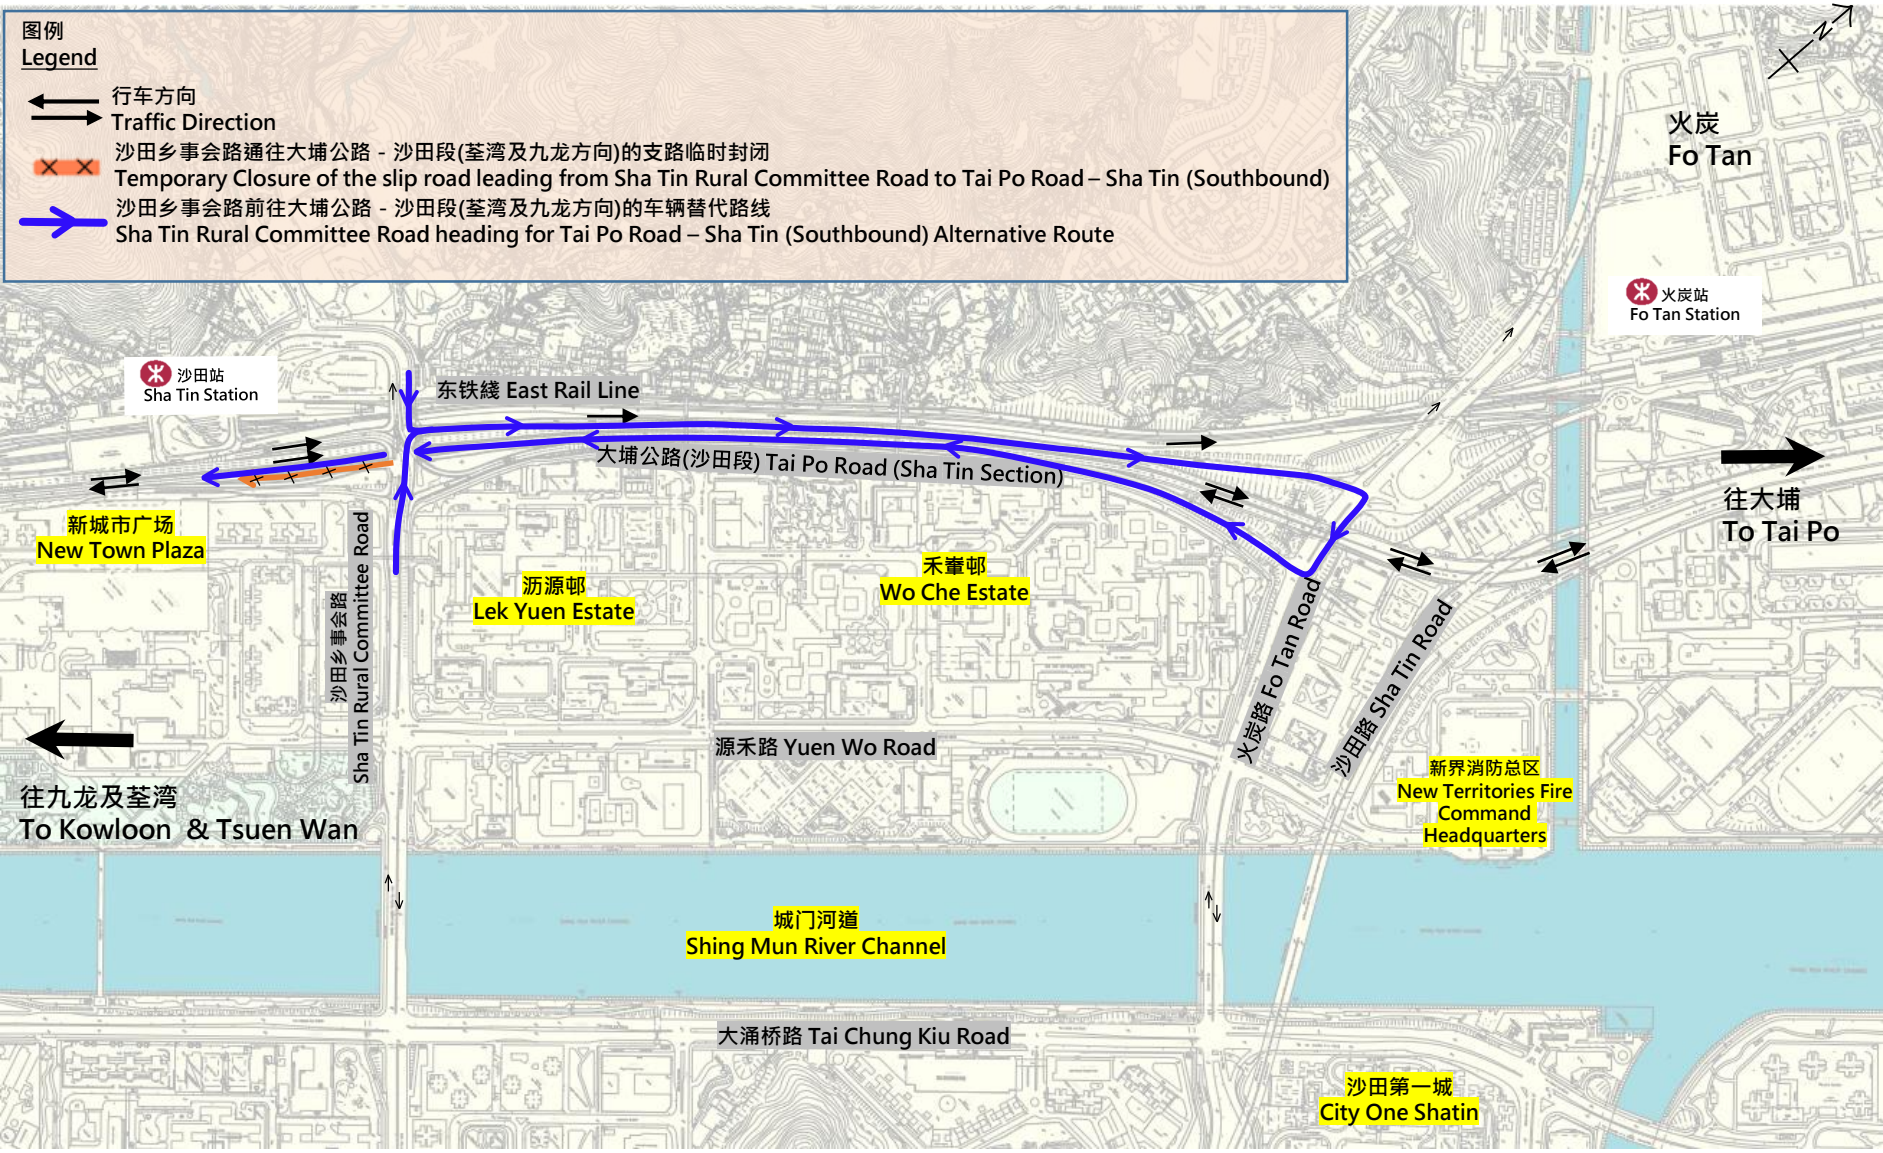 图例
Legend
行车方向
Traffic Direction
沙田乡事会路通往大埔公路 - 沙田段(荃湾及九龙方向)的支路临时封闭
Temporary Closure of the slip road leading from Sha Tin Rural Committee Road to Tai Po Road – Sha Tin (Southbound)
沙田乡事会路前往大埔公路 - 沙田段(荃湾及九龙方向)的车辆替代路线
Sha Tin Rural Committee Road heading for Tai Po Road – Sha Tin (Southbound) Alternative Route
N
火炭
Fo Tan
火炭站
Fo Tan Station
沙田站
Sha Tin Station
东铁綫 East Rail Line
大埔公路(沙田段) Tai Po Road (Sha Tin Section)
往大埔
To Tai Po
新城市广场
New Town Plaza
沙田乡事会路
Sha Tin Rural Committee Road
沥源邨
Lek Yuen Estate
禾輋邨
Wo Che Estate
火炭路 Fo Tan Road
沙田路 Sha Tin Road
源禾路 Yuen Wo Road
往九龙及荃湾
To Kowloon & Tsuen Wan
新界消防总区
New Territories Fire
Command
Headquarters
城门河道
Shing Mun River Channel
大涌桥路 Tai Chung Kiu Road
沙田第一城
City One Shatin